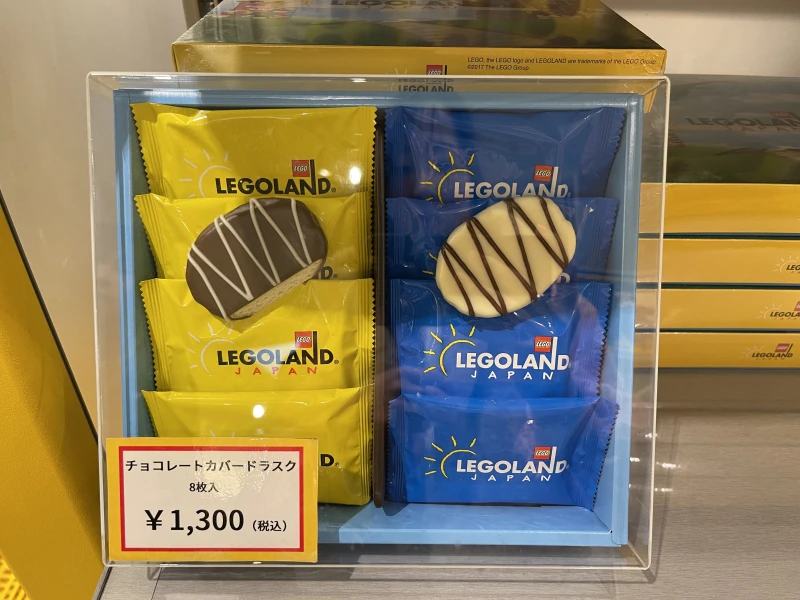 LEGO, the LEGO logo and LEGOLAND are trademarks of the LEGO Group.
©2017 The LEGO Group.
LEGO
LEGOLAND
LEGOLAND
JAPAN
LEGO
LEGOLAND®
LEGO
LEGOLAND®
LEGO
LEGOLAND®
JAPAN
LEGO
LEGOLAND®
JAPAN
LEGO
LEGOLAND®
JAPAN
チョコレートカバードラスク
8枚入
¥1,300(税込)
LEGOLAND